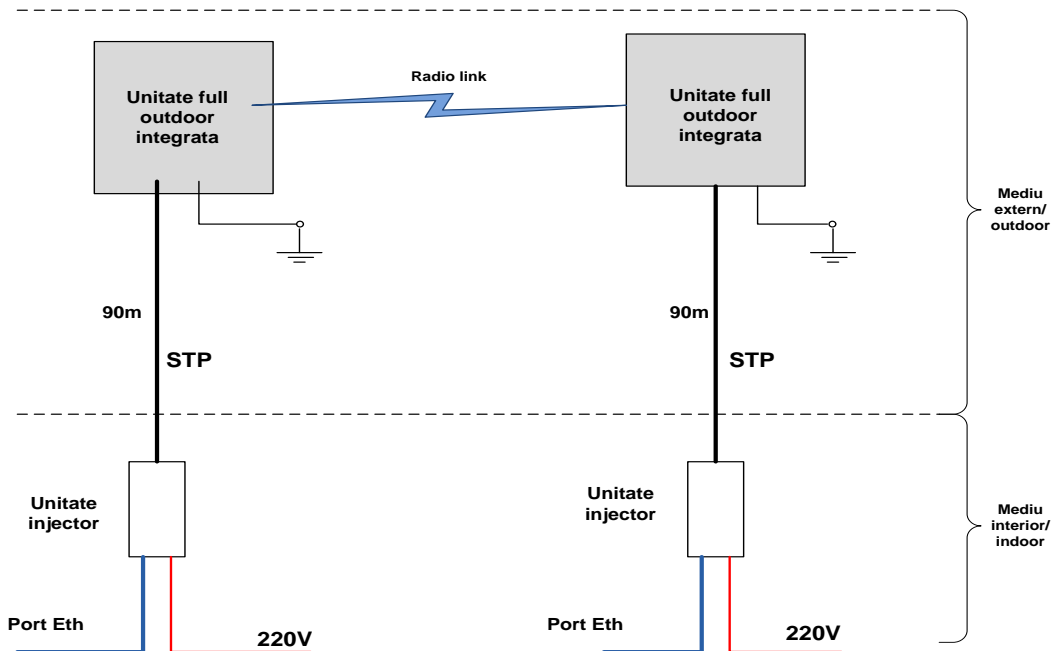 Radio link
Unitate full
outdoor
integrata
Unitate full
outdoor
integrata
Mediu
extern/
outdoor
90m
90m
STP
STP
Unitate
injector
Unitate
injector
Mediu
interior/
indoor
Port Eth
220V
Port Eth
220V